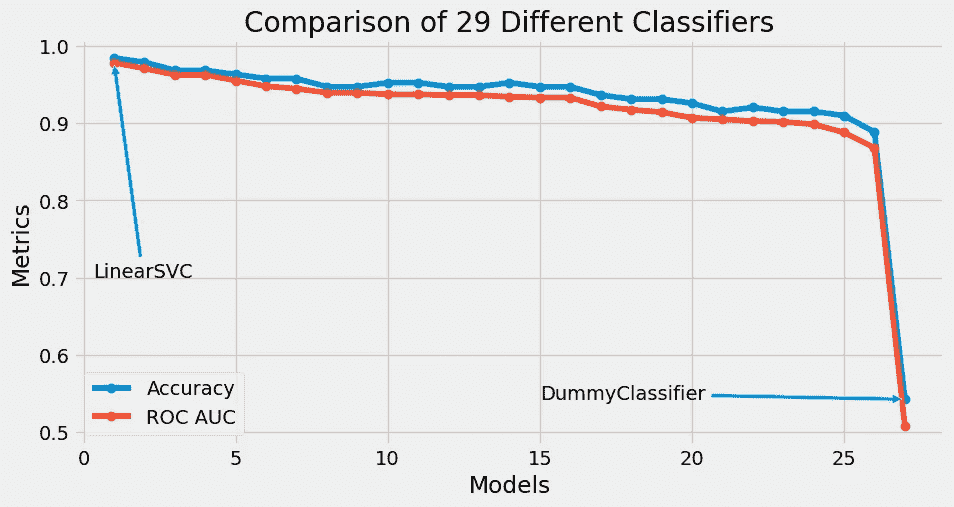 Comparison of 29 Different Classifiers
1.0
0.9
0.8
0.7
0.6
0.5
Metrics
LinearSVC
DummyClassifier
Accuracy
ROC AUC
0 5 10 15 20 25
Models